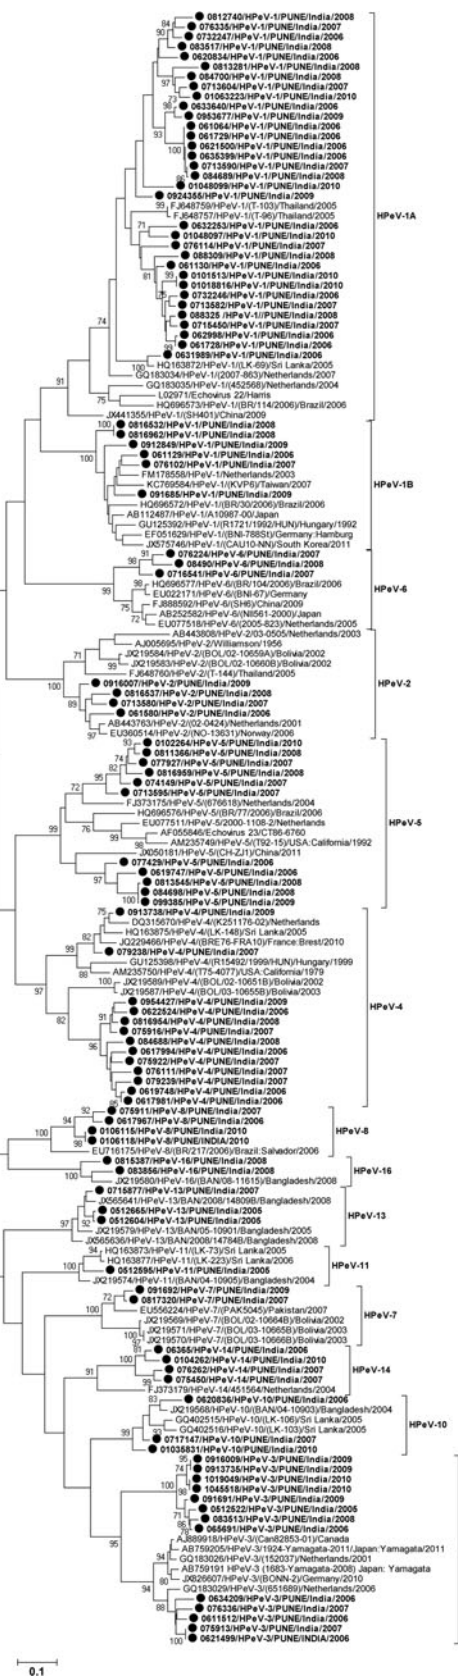 0812740/HPeV-1/PUNE/India/2008
076335/HPeV-1/PUNE/India/2007
0732247/HPeV-1/PUNE/India/2006
083517/HPeV-1/PUNE/India/2008
0620834/HPeV-1/PUNE/India/2006
0813281/HPeV-1/PUNE/India/2008
084700/HPeV-1/PUNE/India/2008
0713604/HPeV-1/PUNE/India/2007
01063223/HPeV-1/PUNE/India/2010
0633640/HPeV-1/PUNE/India/2006
0953677/HPeV-1/PUNE/India/2009
061064/HPeV-1/PUNE/India/2006
061729/HPeV-1/PUNE/India/2006
0621500/HPeV-1/PUNE/India/2006
0635399/HPeV-1/PUNE/India/2006
0713590/HPeV-1/PUNE/India/2007
084689/HPeV-1/PUNE/India/2008
01048099/HPeV-1/PUNE/India/2010
0924355/HPeV-1/PUNE/India/2009
FJ648759/HPeV-1/(T-103)/Thailand/2005
FJ648757/HPeV-1/(T-96)/Thailand/2005
0632253/HPeV-1/PUNE/India/2006
01048097/HPeV-1/PUNE/India/2010
076114/HPeV-1/PUNE/India/2007
088309/HPeV-1/PUNE/India/2008
061130/HPeV-1/PUNE/India/2006
0101513/HPeV-1/PUNE/India/2010
01018816/HPeV-1/PUNE/India/2010
0732246/HPeV-1/PUNE/India/2006
0713582/HPeV-1/PUNE/India/2007
088325 /HPeV-1//PUNE/India/2008
0715450/HPeV-1/PUNE/India/2007
062998/HPeV-1/PUNE/India/2006
061728/HPeV-1/PUNE/India/2006
0631989/HPeV-1/PUNE/India/2006
HQ163872/HPeV-1/(LK-69)/Sri Lanka/2005
GQ183034/HPeV-1/(2007-863)/Netherlands/2007
GQ183035/HPeV-1/(452568)/Netherlands/2004
L02971/Echovirus 22/Harris
HQ696573/HPeV-1/(BR/114/2006)/Brazil/2006
JX441355/HPeV-1/(SH401)/China/2009
HPeV-1A
0816532/HPeV-1/PUNE/India/2008
0816962/HPeV-1/PUNE/India/2008
0912849/HPeV-1/PUNE/India/2009
061129/HPeV-1/PUNE/India/2006
076102/HPeV-1/PUNE/India/2007
FM178558/HPeV-1/Netherlands/2003
KC769584/HPeV-1/(KVP6)/Taiwan/2007
091685/HPeV-1/PUNE/India/2009
HQ696572/HPeV-1/(BR/30/2006)/Brazil/2006
AB112487/HPeV-1/A10987-00/Japan
GU125392/HPeV-1/(R1721/1992/HUN)/Hungary/1992
EF051629/HPeV-1/(BNI-788St)/Germany:Hamburg
JX575746/HPeV-1/(CAU10-NN)/South Korea/2011
HPeV-1B
076224/HPeV-6/PUNE/India/2007
08490/HPeV-6/PUNE/India/2008
0716541/HPeV-6/PUNE/India/2007
HQ696577/HPeV-6/(BR/104/2006)/Brazil/2006
EU022171/HPeV-6/(BNI-67)/Germany
FJ888592/HPeV-6/(SH6)/China/2009
AB252582/HPeV-6/(NII561-2000)/Japan
EU077518/HPeV-6/(2005-823)/Netherlands/2005
HPeV-6
AB443808/HPeV-2/03-0505/Netherlands/2003
AJ005695/HPeV-2/Williamson/1956
JX219584/HPeV-2/(BOL/02-10659A)/Bolivia/2002
JX219583/HPeV-2/(BOL/02-10660B)/Bolivia/2002
FJ648760/HPeV-2/(T-144)/Thailand/2005
0916007/HPeV-2/PUNE/India/2009
0816537/HPeV-2/PUNE/India/2008
0713580/HPeV-2/PUNE/India/2007
061580/HPeV-2/PUNE/India/2006
AB443763/HPeV-2/(02-0424)/Netherlands/2001
EU360514/HPeV-2/(NO-13631)/Norway/2006
HPeV-2
0102264/HPeV-5/PUNE/India/2010
0811366/HPeV-5/PUNE/India/2008
077927/HPeV-5/PUNE/India/2007
0816959/HPeV-5/PUNE/India/2008
074149/HPeV-5/PUNE/India/2007
0713595/HPeV-5/PUNE/India/2007
FJ373175/HPeV-5/(676618)/Netherlands/2004
HQ696576/HPeV-5/(BR/77/2006)/Brazil/2006
EU077511/HPeV-5/2000-1108-2/Netherlands
AF055846/Echovirus 23/CT86-6760
AM235749/HPeV-5/(T92-15)/USA:California/1992
JX050181/HPeV-5/(CH-ZJ1)/China/2011
077429/HPeV-5/PUNE/India/2006
0619747/HPeV-5/PUNE/India/2006
0813545/HPeV-5/PUNE/India/2008
084698/HPeV-5/PUNE/India/2008
099385/HPeV-5/PUNE/India/2009
HPeV-5
0913738/HPeV-4/PUNE/India/2009
DQ315670/HPeV-4/(K251176-02)/Netherlands
HQ163875/HPeV-4/(LK-148)/Sri Lanka/2005
JQ229466/HPeV-4/(BRE76-FRA10)/France:Brest/2010
079238/HPeV-4/PUNE/India/2007
GU125398/HPeV-4/(R15492/1999/HUN)/Hungary/1999
AM235750/HPeV-4/(T75-4077)/USA:California/1979
JX219589/HPeV-4/(BOL/02-10651B)/Bolivia/2002
JX219587/HPeV-4/(BOL/03-10655B)/Bolivia/2003
0954427/HPeV-4/PUNE/India/2009
0622524/HPeV-4/PUNE/India/2006
0816954/HPeV-4/PUNE/India/2008
075916/HPeV-4/PUNE/India/2007
084688/HPeV-4/PUNE/India/2008
0617994/HPeV-4/PUNE/India/2006
075922/HPeV-4/PUNE/India/2007
076111/HPeV-4/PUNE/India/2007
079239/HPeV-4/PUNE/India/2007
0619748/HPeV-4/PUNE/India/2006
0617981/HPeV-4/PUNE/India/2006
HPeV-4
075911/HPeV-8/PUNE/India/2007
0617967/HPeV-8/PUNE/India/2006
0106115/HPeV-8/PUNE/India/2010
0106118/HPeV-8/PUNE/INDIA/2010
EU716175/HPeV-8/(BR/217/2006)/Brazil:Salvador/2006
HPeV-8
0815387/HPeV-16/PUNE/India/2008
083856/HPeV-16/PUNE/India/2008
JX219580/HPeV-16/(BAN/08-11615)/Bangladesh/2008
HPeV-16
0715877/HPeV-13/PUNE/India/2007
JX565641/HPeV-13/BAN/2008/14809B/Bangladesh/2008
0512665/HPeV-13/PUNE/India/2005
0512604/HPeV-13/PUNE/India/2005
JX219579/HPeV-13/BAN/05-10901/Bangladesh/2005
JX565636/HPeV-13/BAN/2008/14784B/Bangladesh/2008
HPeV-13
HQ163873/HPeV-11/(LK-73)/Sri Lanka/2005
HQ163877/HPeV-11/(LK-223)/Sri Lanka/2006
0512595/HPeV-11/PUNE/India/2005
JX219574/HPeV-11/(BAN/04-10905)/Bangladesh/2004
HPeV-11
091692/HPeV-7/PUNE/India/2009
0817320/HPeV-7/PUNE/India/2008
EU556224/HPeV-7/(PAK5045)/Pakistan/2007
JX219569/HPeV-7/(BOL/02-10664B)/Bolivia/2002
JX219571/HPeV-7/(BOL/03-10665B)/Bolivia/2003
JX219570/HPeV-7/(BOL/03-10666B)/Bolivia/2003
HPeV-7
06365/HPeV-14/PUNE/India/2006
0104262/HPeV-14/PUNE/India/2010
076262/HPeV-14/PUNE/India/2007
075450/HPeV-14/PUNE/India/2007
FJ373179/HPeV-14/451564/Netherlands/2004
HPeV-14
0620836/HPeV-10/PUNE/India/2006
JX219568/HPeV-10/(BAN/04-10903)/Bangladesh/2004
GQ402515/HPeV-10/(LK-106)/Sri Lanka/2005
GQ402516/HPeV-10/(LK-103)/Sri Lanka/2005
0717147/HPeV-10/PUNE/India/2007
01035831/HPeV-10/PUNE/India/2010
HPeV-10
0916009/HPeV-3/PUNE/India/2009
0913735/HPeV-3/PUNE/India/2009
1019049/HPeV-3/PUNE/India/2010
1045518/HPeV-3/PUNE/India/2010
091691/HPeV-3/PUNE/India/2009
0512522/HPeV-3/PUNE/India/2005
083513/HPeV-3/PUNE/India/2008
065691/HPeV-3/PUNE/India/2006
AJ889918/HPeV-3/(Can82853-01)/Canada
AB759205/HPeV-3/1924-Yamagata-2011/Japan:Yamagata/2011
GQ183026/HPeV-3/(152037)/Netherlands/2001
AB759191 HPeV-3 (1683-Yamagata-2008) Japan: Yamagata
JX826607/HPeV-3/(BONN-2)/Germany/2010
GQ183029/HPeV-3/(651689)/Netherlands/2006
0634209/HPeV-3/PUNE/India/2006
076336/HPeV-3/PUNE/India/2007
0611512/HPeV-3/PUNE/India/2006
075913/HPeV-3/PUNE/India/2007
0621499/HPeV-3/PUNE/INDIA/2006
0.1